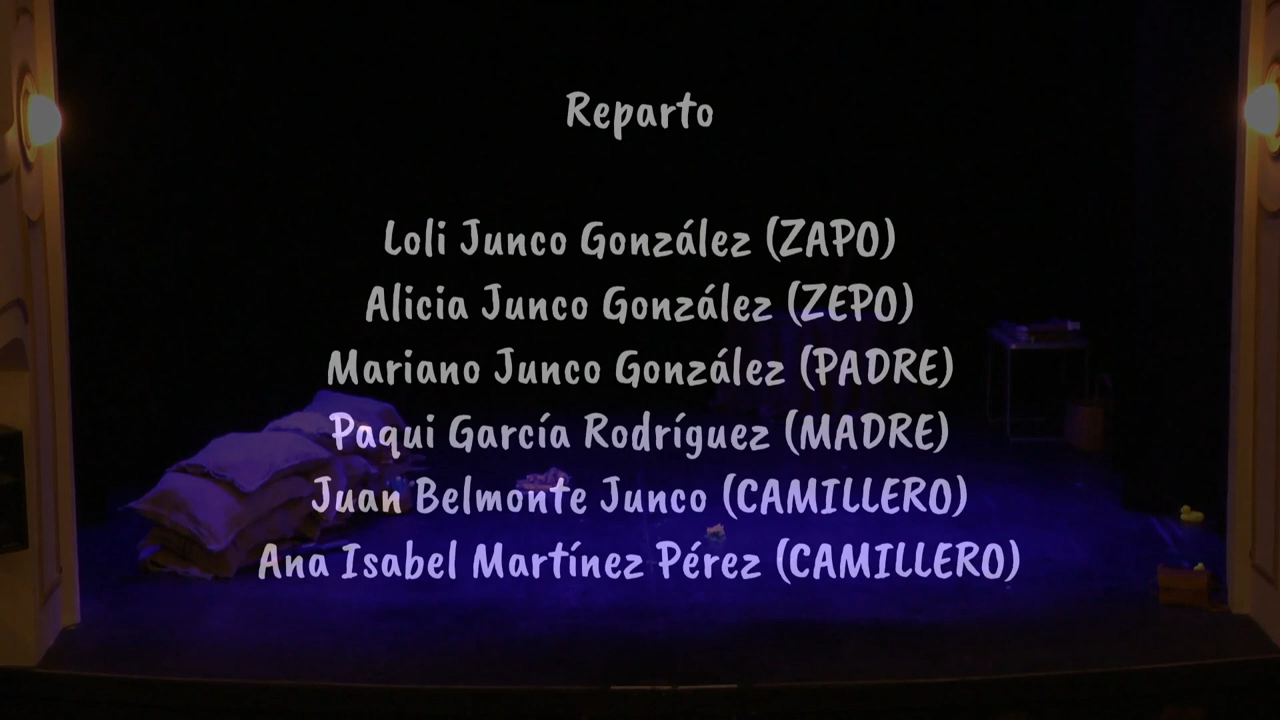 Reparto
Loli Junco González (ZAPO)
Alicia Junco González (ZEPO)
Mariano Junco González (PADRE)
Paqui García Rodríguez (MADRE)
Juan Belmonte Junco (CAMILLERO)
Ana Isabel Martínez Pérez (CAMILLERO)